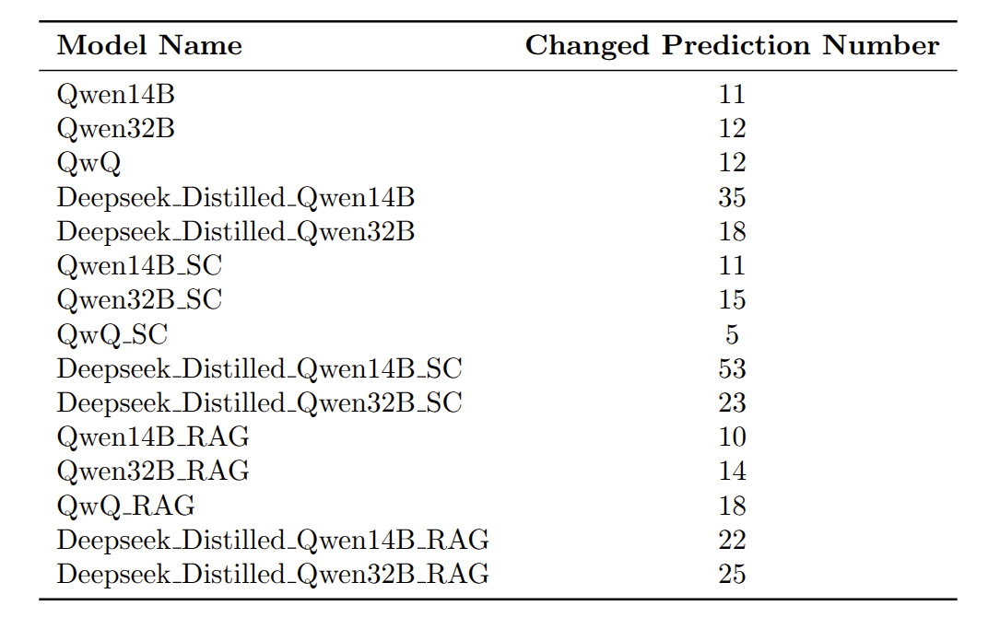 Model Name Changed Prediction Number
Qwen14B 11
Qwen32B 12
QwQ 12
Deepseek_Distilled_Qwen14B 35
Deepseek_Distilled_Qwen32B 18
Qwen14B_SC 11
Qwen32B_SC 15
QwQ_SC 5
Deepseek_Distilled_Qwen14B_SC 53
Deepseek_Distilled_Qwen32B_SC 23
Qwen14B_RAG 10
Qwen32B_RAG 14
QwQ_RAG 18
Deepseek_Distilled_Qwen14B_RAG 22
Deepseek_Distilled_Qwen32B_RAG 25